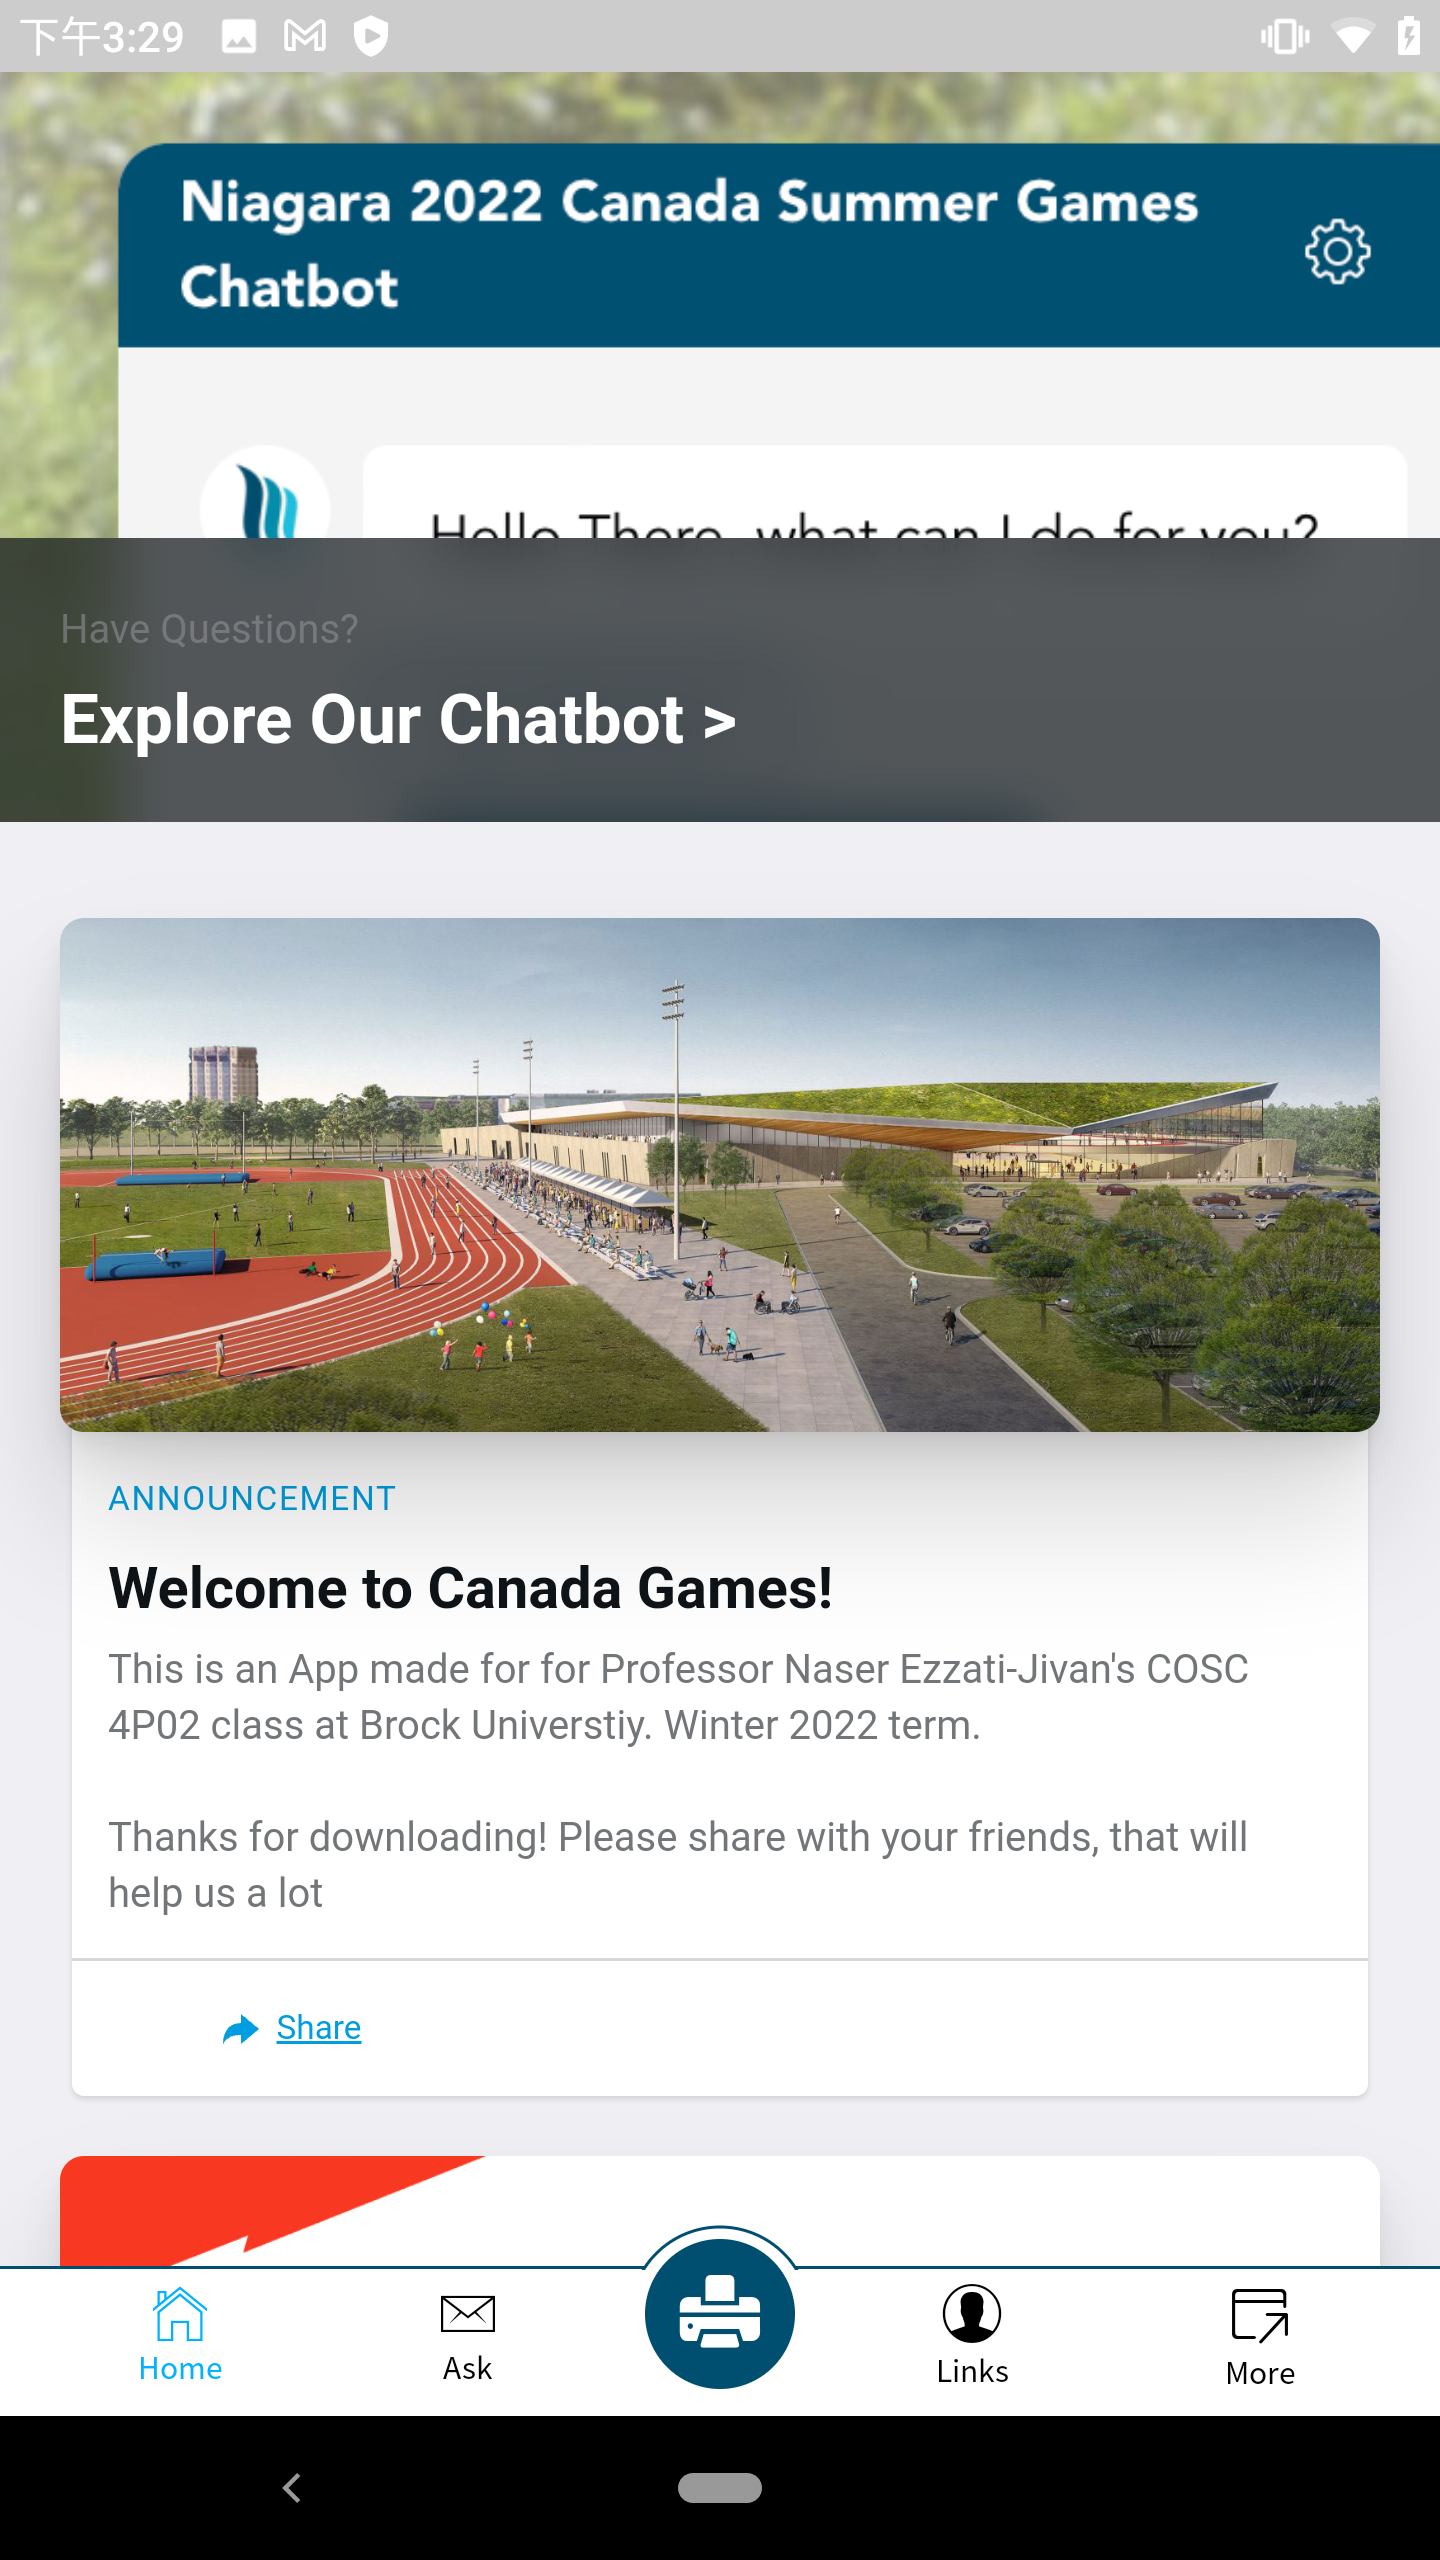 下午3:29
Niagara 2022 Canada Summer Games
Chatbot
Hello There, what can I do for you?
Have Questions?
Explore Our Chatbot >
ANNOUNCEMENT
Welcome to Canada Games!
This is an App made for for Professor Naser Ezzati-Jivan's COSC
4P02 class at Brock Universtiy. Winter 2022 term.
Thanks for downloading! Please share with your friends, that will
help us a lot
Share
Home
Ask
Links
More